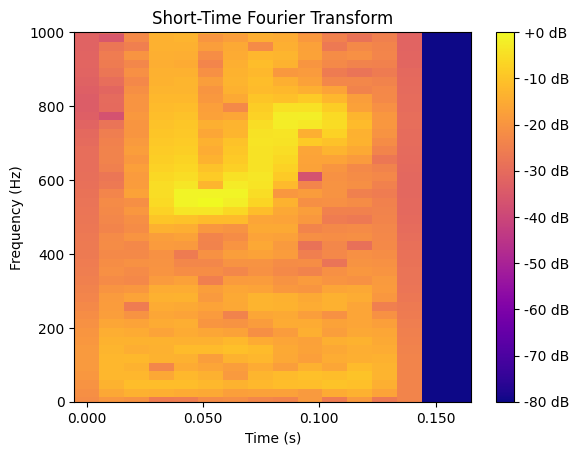 Short-Time Fourier Transform
Frequency (Hz)
1000
800
600
400
200
0
0.000
0.050
0.100
0.150
Time (s)
+0 dB
-10 dB
-20 dB
-30 dB
-40 dB
-50 dB
-60 dB
-70 dB
-80 dB